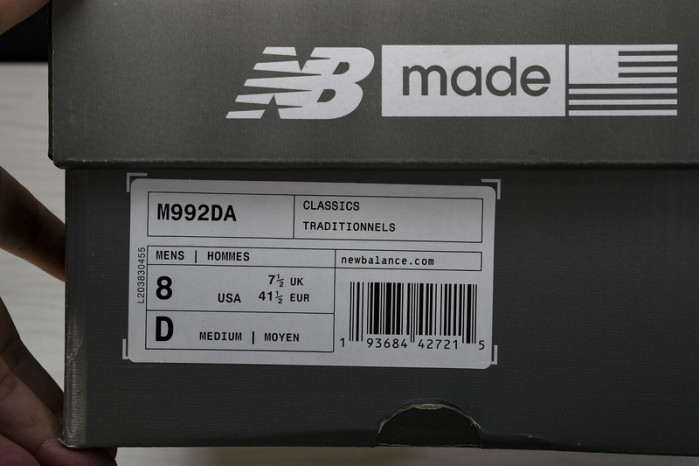 NB made
M992DA
CLASSICS
TRADITIONNELS
MENS | HOMMES
newbalance.com
8 USA 7½ UK
41½ EUR
D MEDIUM | MOYEN
L203830455
1 93684 42721 5